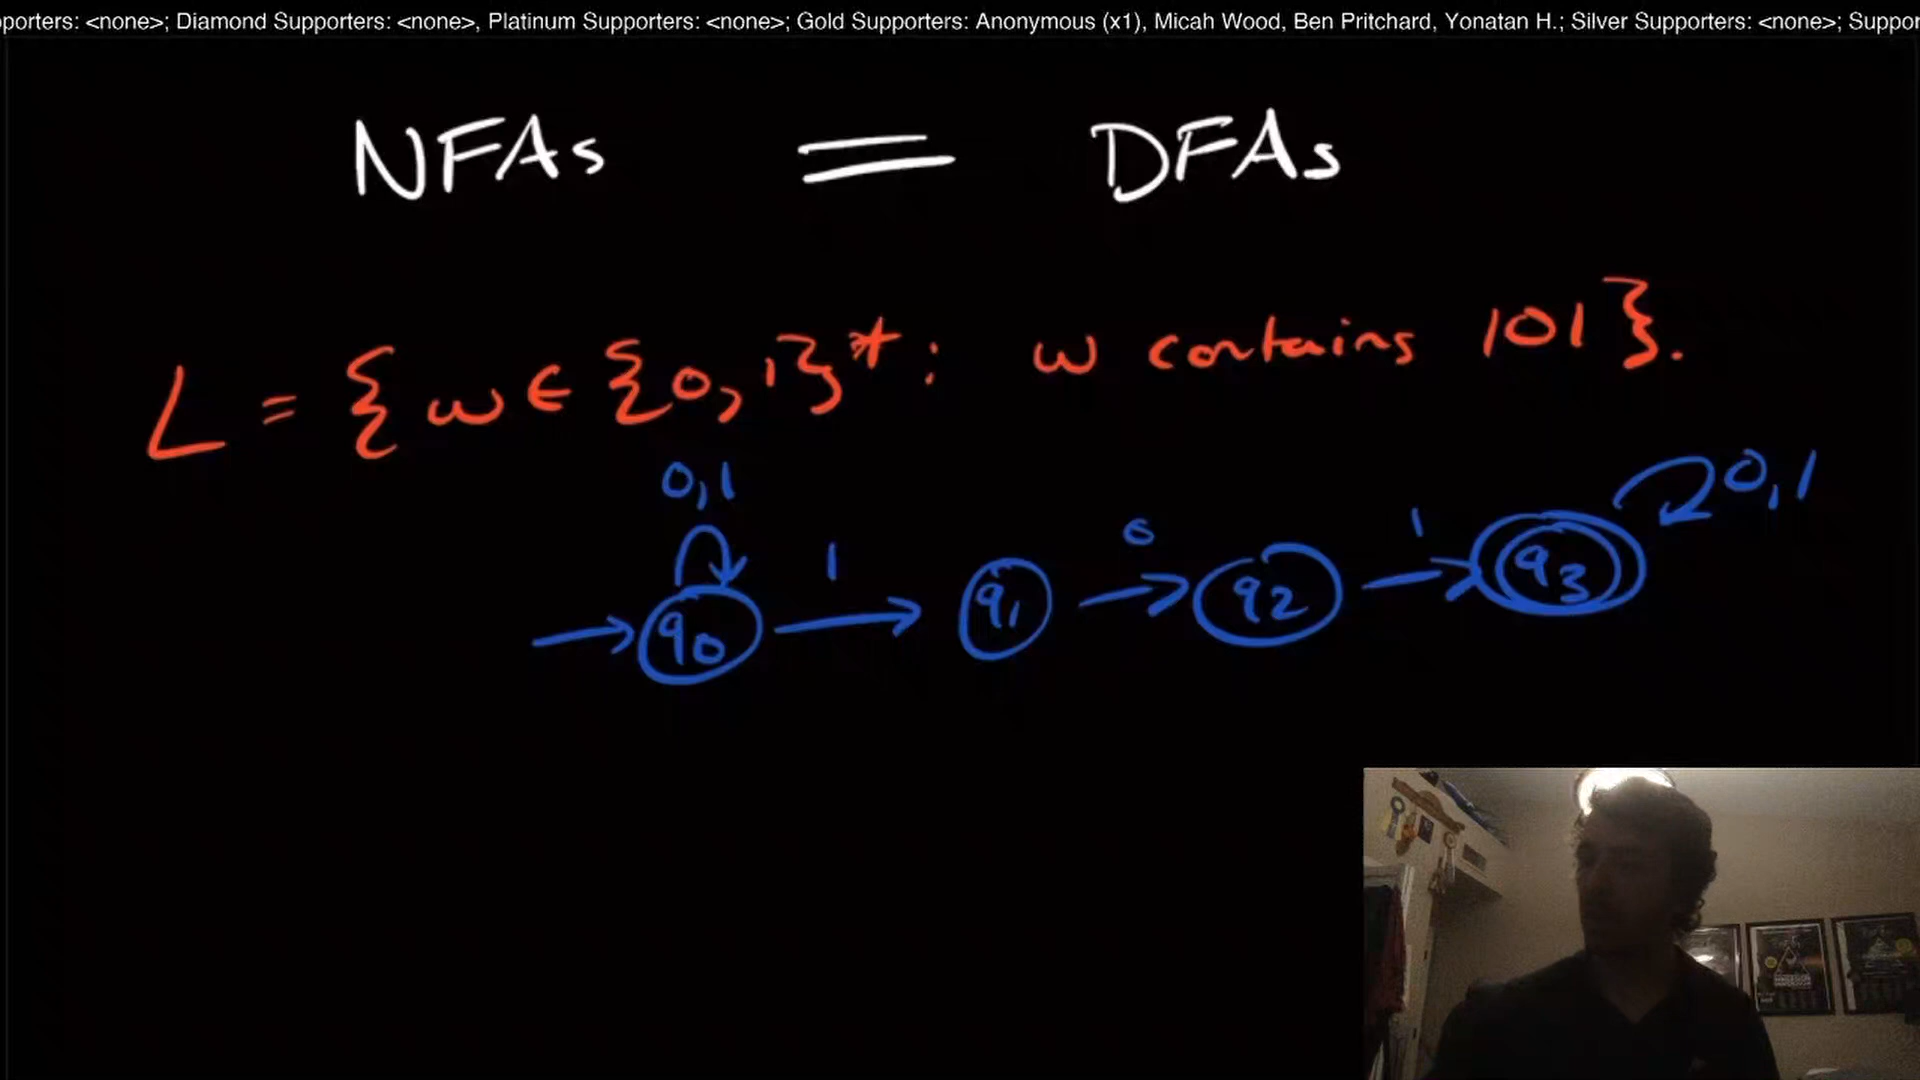 pporters: <none>; Diamond Supporters: <none>, Platinum Supporters: <none>; Gold Supporters: Anonymous (x1), Micah Wood, Ben Pritchard, Yonatan H.; Silver Supporters: <none>; Suppor
NFAs = DFAs
L = {w ∈ {0,1}*: w contains 101}.
0,1
0,1
1 0 1
q0 q1 q2 q3